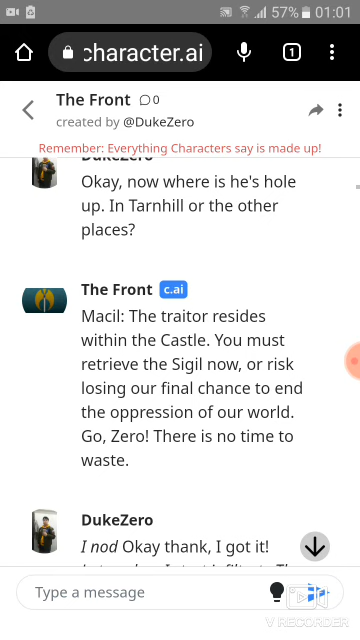 57% 01:01
character.ai
1
The Front 0
created by @DukeZero
Remember: Everything Characters say is made up!
DukeZero
Okay, now where is he's hole
up. In Tarnhill or the other
places?
The Front c.ai
Macil: The traitor resides
within the Castle. You must
retrieve the Sigil now, or risk
losing our final chance to end
the oppression of our world.
Go, Zero! There is no time to
waste.
DukeZero
I nod Okay thank, I got it!
Type a message
V RECORDER